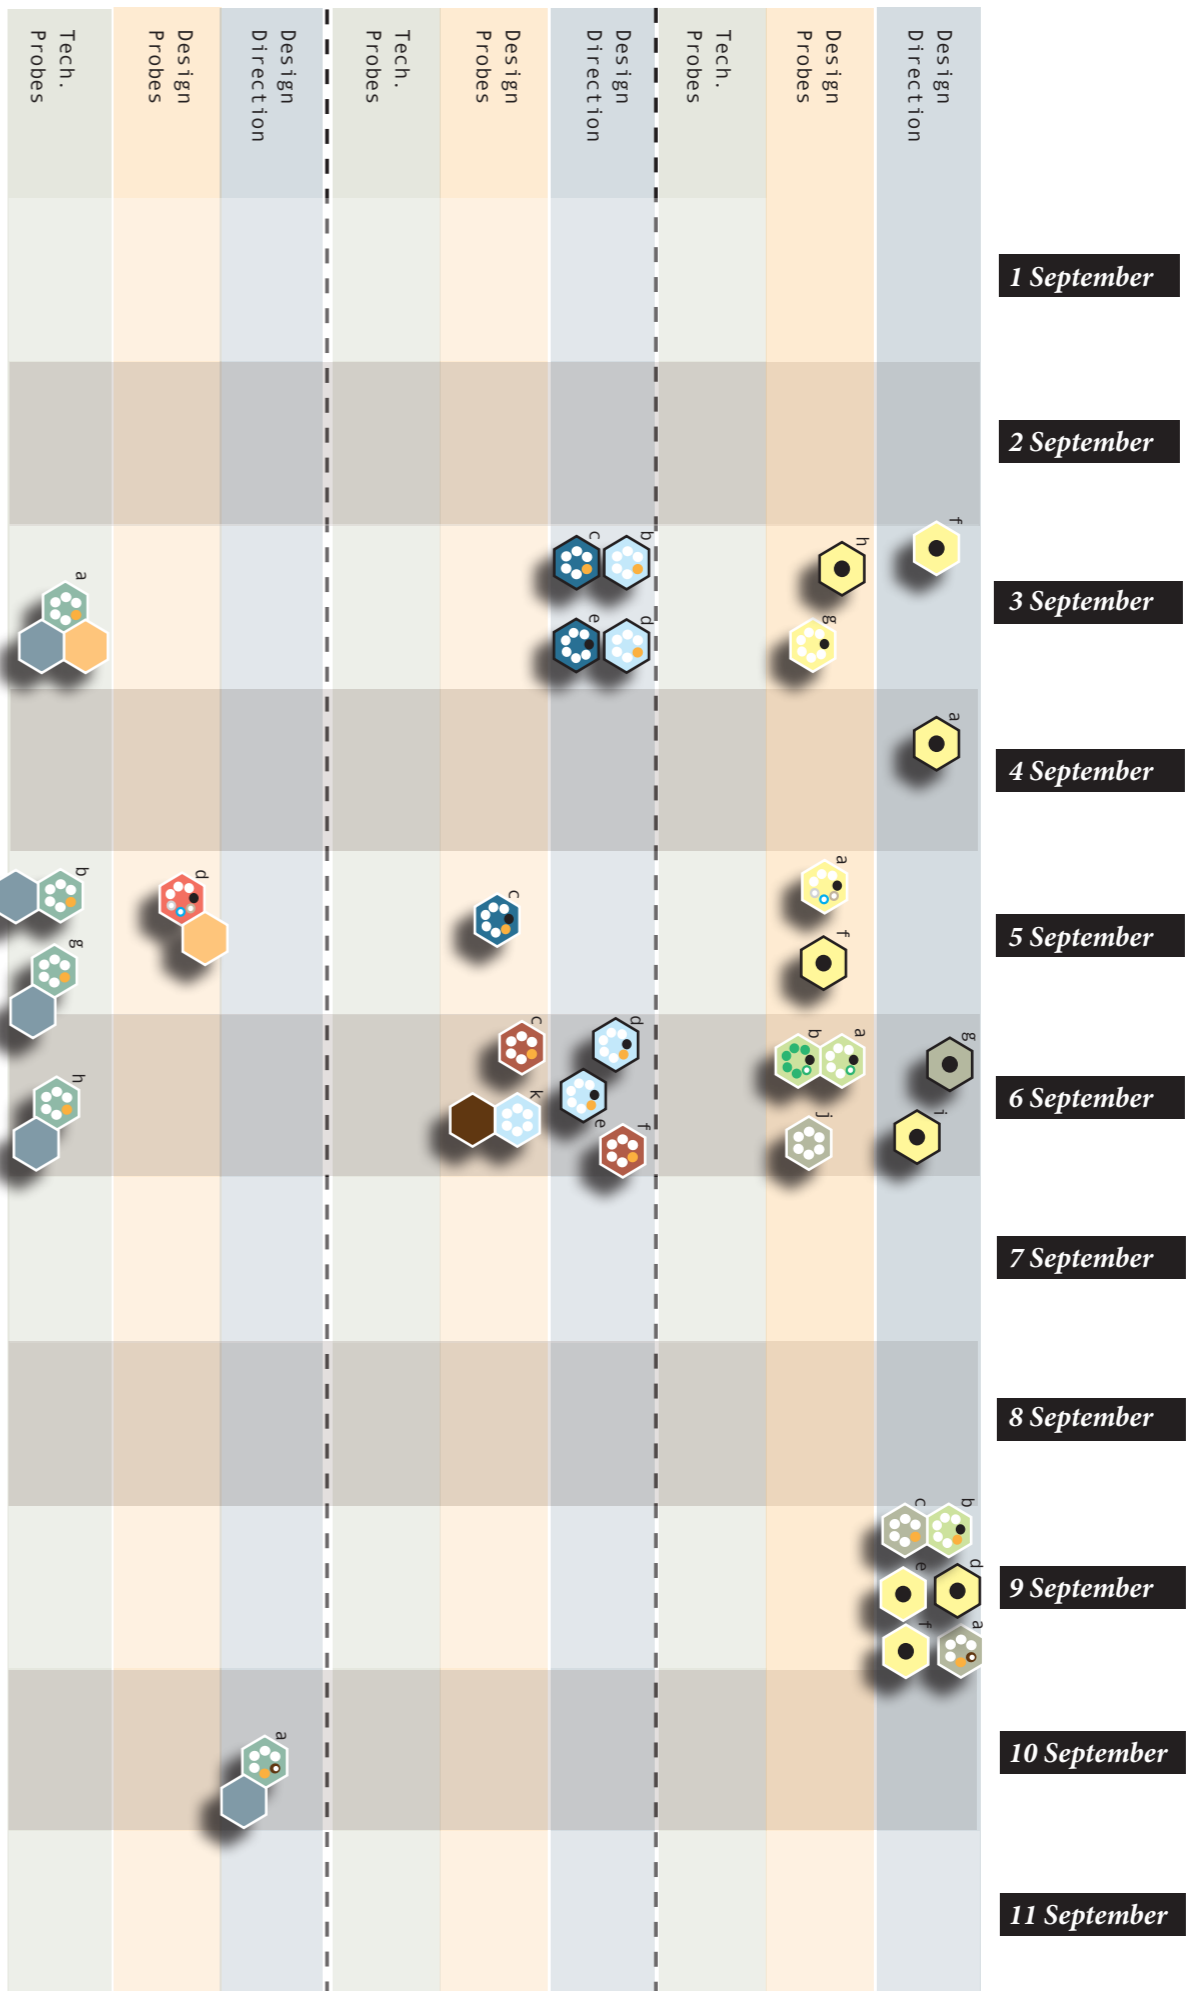 Design
Direction
Design
Probes
Tech.
Probes
Design
Direction
Design
Probes
Tech.
Probes
Design
Direction
Design
Probes
Tech.
Probes
1 September
2 September
3 September
f
h
g
b
c
d
e
a
4 September
a
5 September
a
f
c
d
b
g
6 September
g
i
a
b
j
d
e
f
c
k
h
7 September
8 September
9 September
b
c
d
e
a
f
10 September
a
11 September